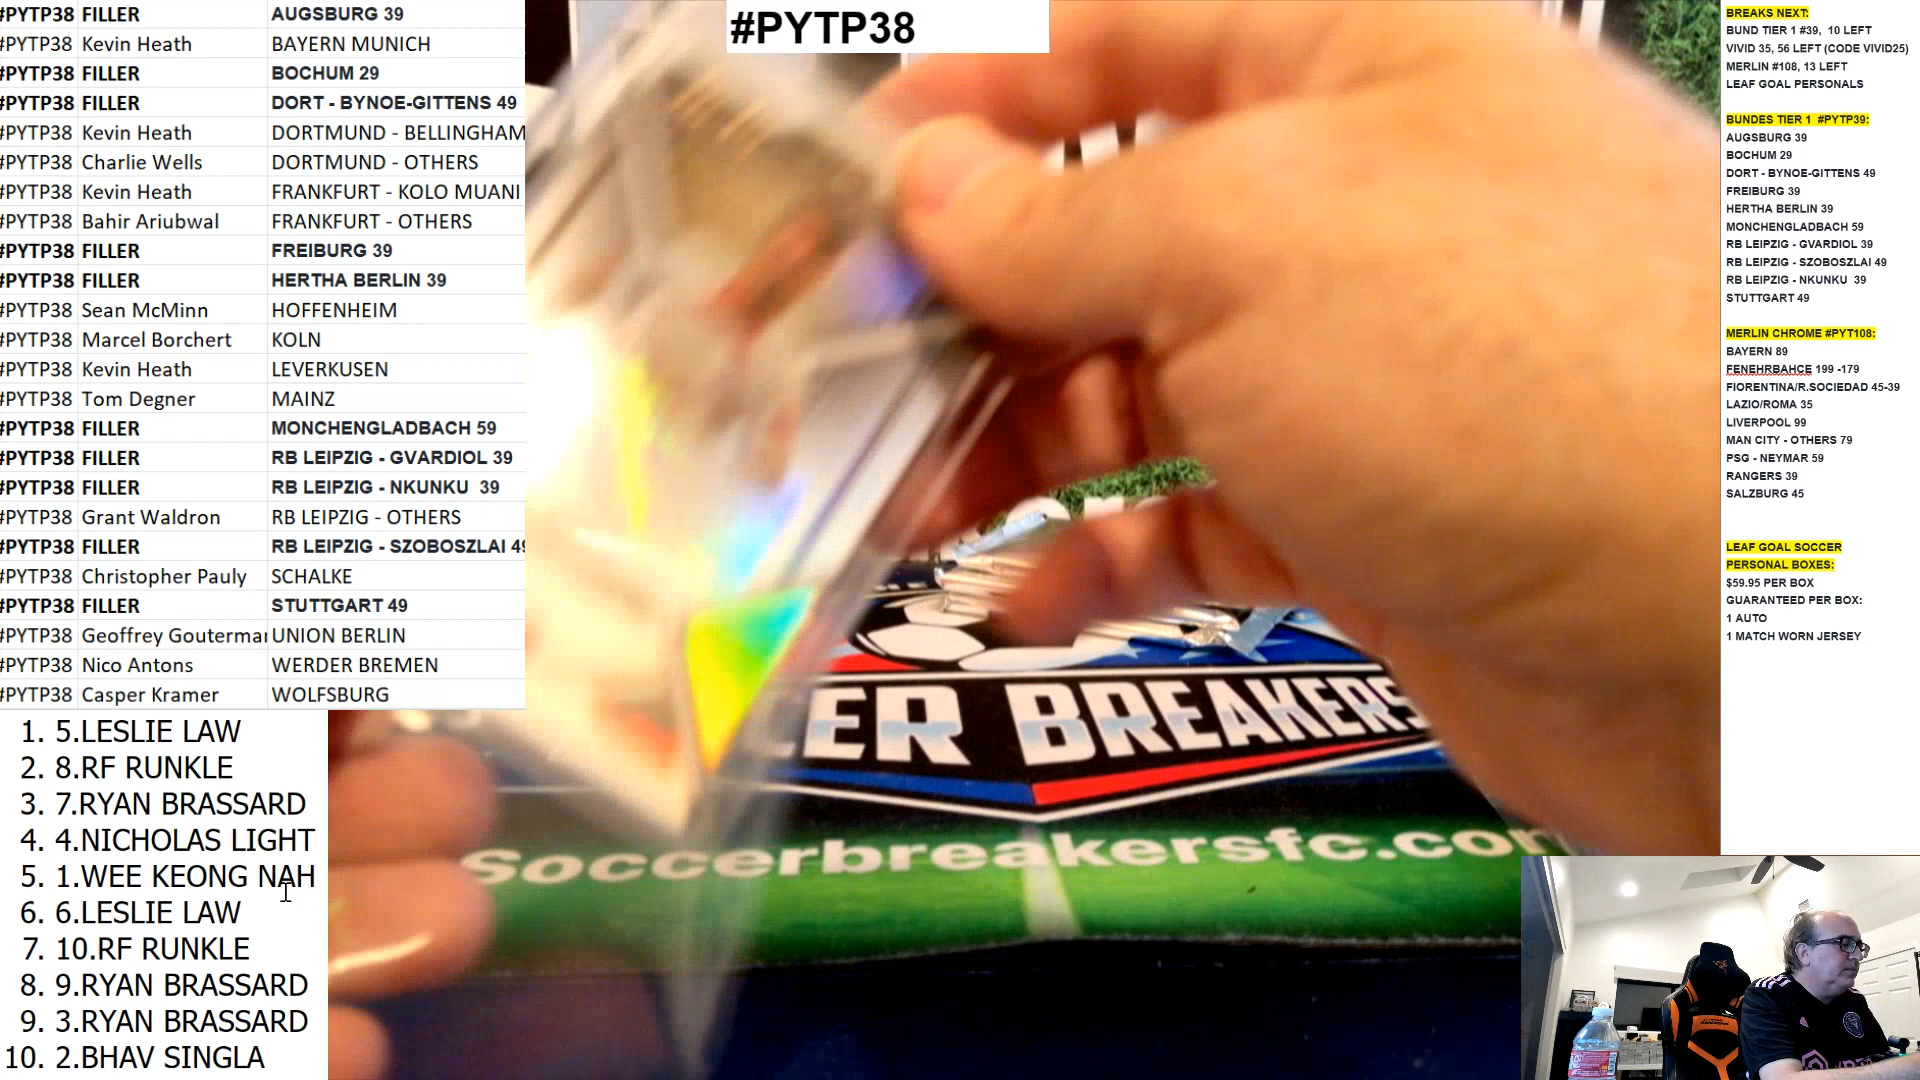 #PYTP38 FILLER AUGSBURG 39
#PYTP38 Kevin Heath BAYERN MUNICH
#PYTP38 FILLER BOCHUM 29
#PYTP38 FILLER DORT - BYNOE-GITTENS 49
#PYTP38 Kevin Heath DORTMUND - BELLINGHAM
#PYTP38 Charlie Wells DORTMUND - OTHERS
#PYTP38 Kevin Heath FRANKFURT - KOLO MUANI
#PYTP38 Bahir Ariubwal FRANKFURT - OTHERS
#PYTP38 FILLER FREIBURG 39
#PYTP38 FILLER HERTHA BERLIN 39
#PYTP38 Sean McMinn HOFFENHEIM
#PYTP38 Marcel Borchert KOLN
#PYTP38 Kevin Heath LEVERKUSEN
#PYTP38 Tom Degner MAINZ
#PYTP38 FILLER MONCHENGLADBACH 59
#PYTP38 FILLER RB LEIPZIG - GVARDIOL 39
#PYTP38 FILLER RB LEIPZIG - NKUNKU 39
#PYTP38 Grant Waldron RB LEIPZIG - OTHERS
#PYTP38 FILLER RB LEIPZIG - SZOBOSZLAI 49
#PYTP38 Christopher Pauly SCHALKE
#PYTP38 FILLER STUTTGART 49
#PYTP38 Geoffrey Gouterman UNION BERLIN
#PYTP38 Nico Antons WERDER BREMEN
#PYTP38 Casper Kramer WOLFSBURG
1. 5.LESLIE LAW
2. 8.RF RUNKLE
3. 7.RYAN BRASSARD
4. 4.NICHOLAS LIGHT
5. 1.WEE KEONG NAH
6. 6.LESLIE LAW
7. 10.RF RUNKLE
8. 9.RYAN BRASSARD
9. 3.RYAN BRASSARD
10. 2.BHAV SINGLA
#PYTP38
ER BREAKERS
Soccerbreakersfc.com
BREAKS NEXT:
BUND TIER 1 #39, 10 LEFT
VIVID 35, 56 LEFT (CODE VIVID25)
MERLIN #108, 13 LEFT
LEAF GOAL PERSONALS
BUNDES TIER 1 #PYTP39:
AUGSBURG 39
BOCHUM 29
DORT - BYNOE-GITTENS 49
FREIBURG 39
HERTHA BERLIN 39
MONCHENGLADBACH 59
RB LEIPZIG - GVARDIOL 39
RB LEIPZIG - SZOBOSZLAI 49
RB LEIPZIG - NKUNKU 39
STUTTGART 49
MERLIN CHROME #PYT108:
BAYERN 89
FENEHRBAHCE 199 -179
FIORENTINA/R.SOCIEDAD 45-39
LAZIO/ROMA 35
LIVERPOOL 99
MAN CITY - OTHERS 79
PSG - NEYMAR 59
RANGERS 39
SALZBURG 45
LEAF GOAL SOCCER
PERSONAL BOXES:
$59.95 PER BOX
GUARANTEED PER BOX:
1 AUTO
1 MATCH WORN JERSEY